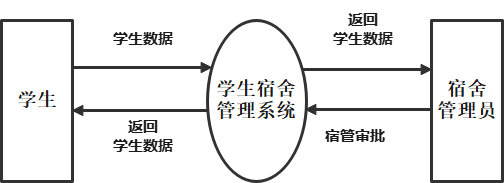 学生
学生数据
返回
学生数据
学生宿舍
管理系统
返回
学生数据
宿管审批
宿舍
管理员